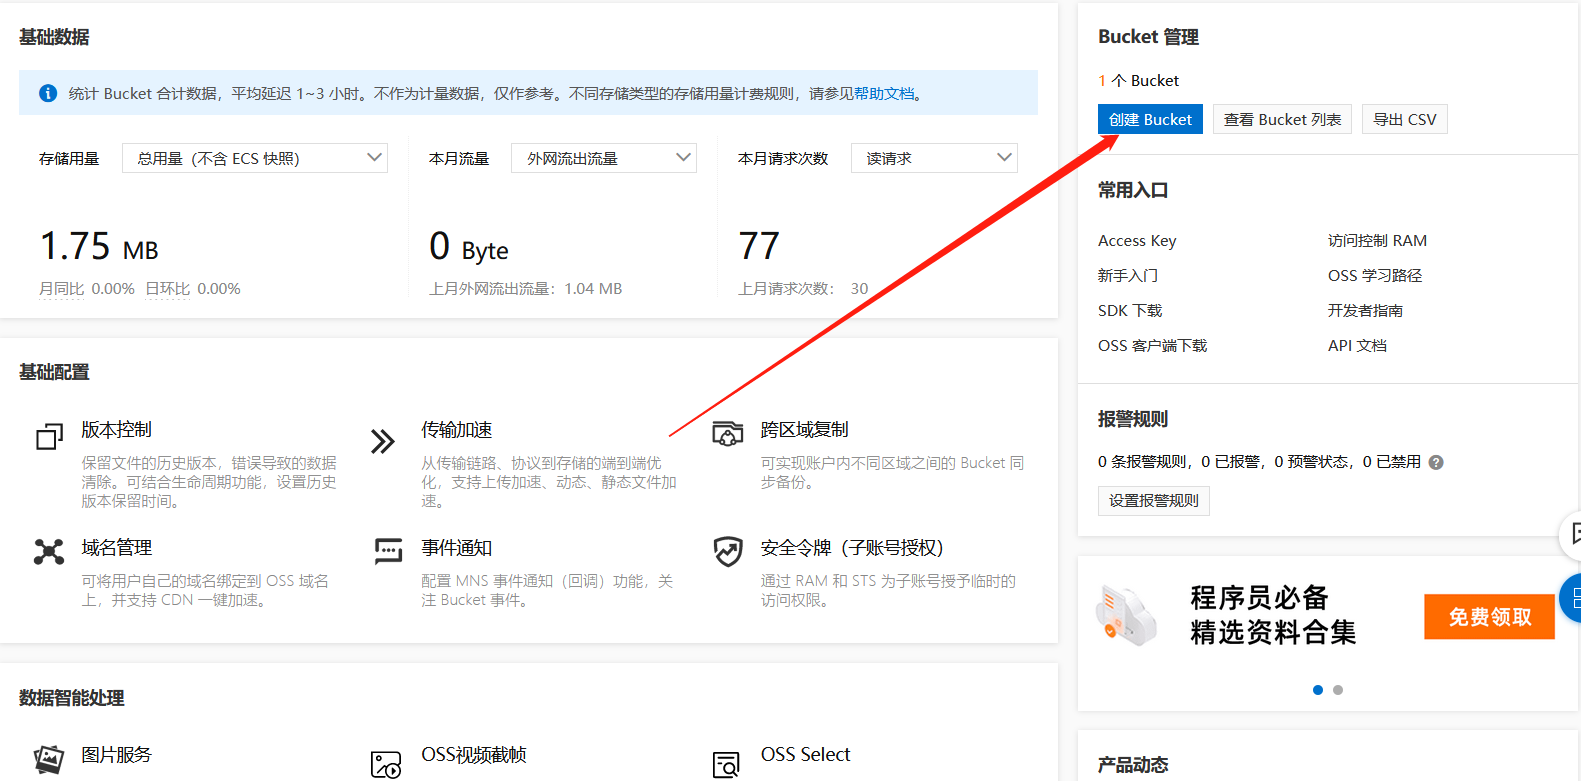 基础数据
统计 Bucket 合计数据，平均延迟 1~3 小时。不作为计量数据，仅作参考。不同存储类型的存储用量计费规则，请参见帮助文档。
存储用量
总用量（不含 ECS 快照）
本月流量
外网流出流量
本月请求次数
读请求
1.75 MB
0 Byte
77
月同比 0.00% 日环比 0.00%
上月外网流出流量：1.04 MB
上月请求次数： 30
基础配置
版本控制
保留文件的历史版本，错误导致的数据
清除。可结合生命周期功能，设置历史
版本保留时间。
传输加速
从传输链路、协议到存储的端到端优
化，支持上传加速、动态、静态文件加
速。
跨区域复制
可实现账户内不同区域之间的 Bucket 同
步备份。
域名管理
可将用户自己的域名绑定到 OSS 域名
上，并支持 CDN 一键加速。
事件通知
配置 MNS 事件通知（回调）功能，关
注 Bucket 事件。
安全令牌（子账号授权）
通过 RAM 和 STS 为子账号授予临时的
访问权限。
数据智能处理
图片服务
OSS视频截帧
OSS Select
Bucket 管理
1 个 Bucket
创建 Bucket
查看 Bucket 列表
导出 CSV
常用入口
Access Key
访问控制 RAM
新手入门
OSS 学习路径
SDK 下载
开发者指南
OSS 客户端下载
API 文档
报警规则
0 条报警规则，0 已报警，0 预警状态，0 已禁用
设置报警规则
程序员必备
精选资料合集
免费领取
产品动态